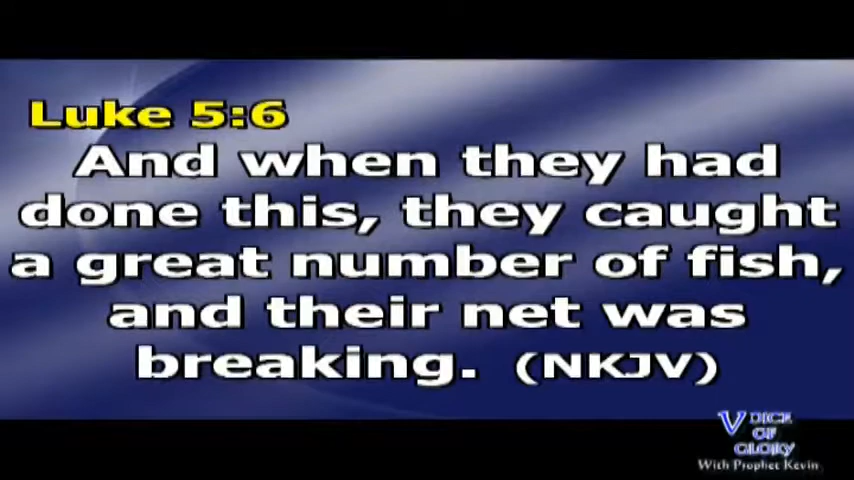 Luke 5:6
And when they had
done this, they caught
a great number of fish,
and their net was
breaking. (NKJV)
VOICE
OF
GLORY
With Prophet Kevin